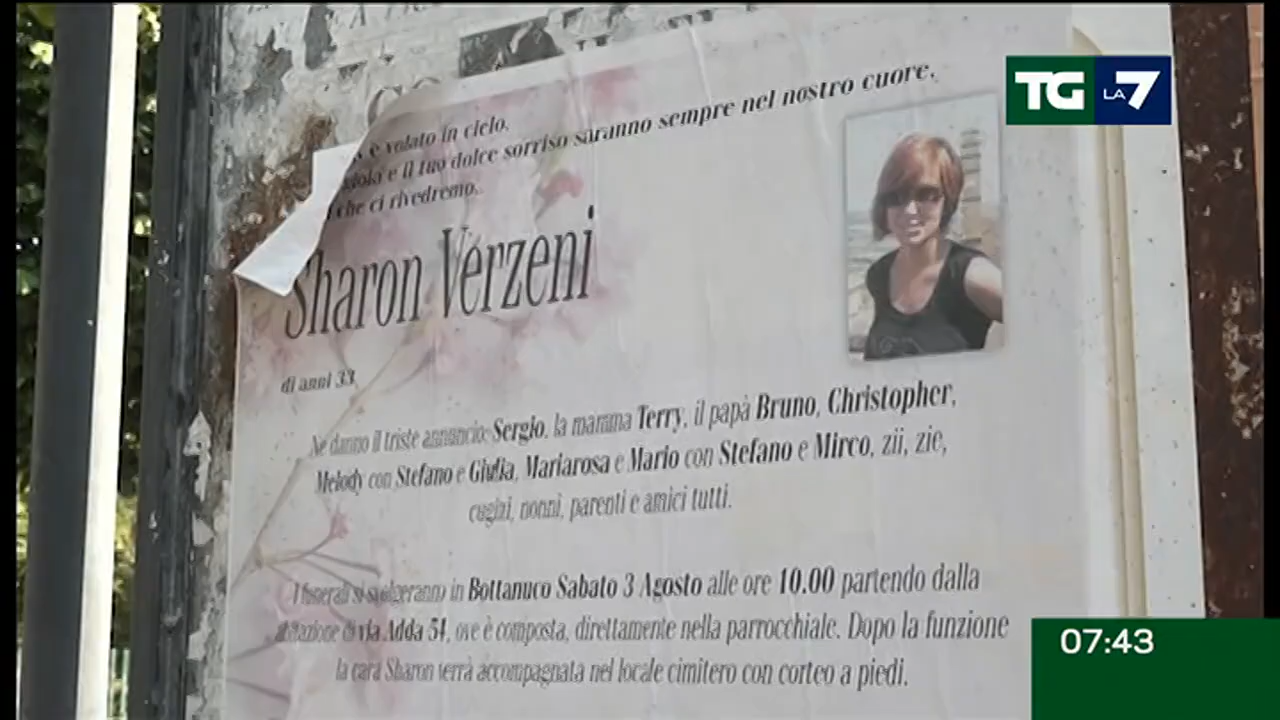 TG LA7
è volato in cielo,
e il tuo dolce sorriso saranno sempre nel nostro cuore.
che ci rivedremo..
Sharon Verzeni
di anni 33
Ne danno il triste annuncio: Sergio, la mamma Terry, il papà Bruno, Christopher,
Melody con Stefano e Giulia, Mariarosa e Mario con Stefano e Mirco, zii, zie,
cugini, nonni, parenti e amici tutti.
I funerali si svolgeranno in Bottanuco Sabato 3 Agosto alle ore 10.00 partendo dalla
abitazione di via Adda 54, ove è composta, direttamente nella parrocchiale. Dopo la funzione
la cara Sharon verrà accompagnata nel locale cimitero con corteo a piedi.
07:43